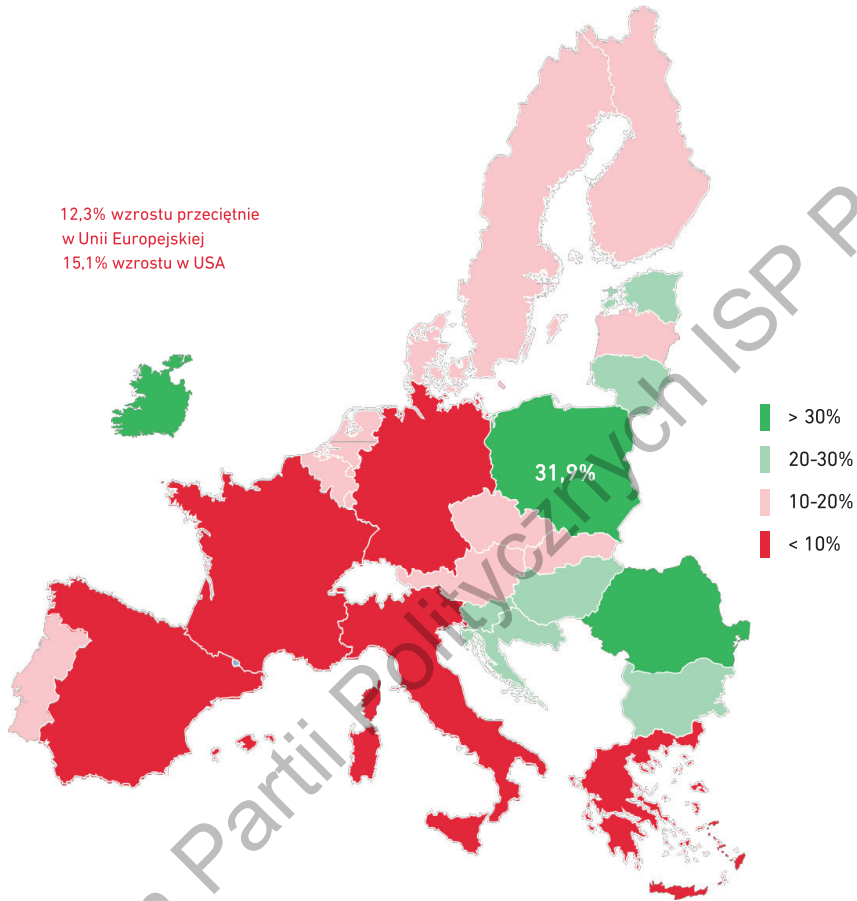 12,3% wzrostu przeciętnie
w Unii Europejskiej
15,1% wzrostu w USA
31,9%
> 30%
20-30%
10-20%
< 10%
Partii Politycznych ISP